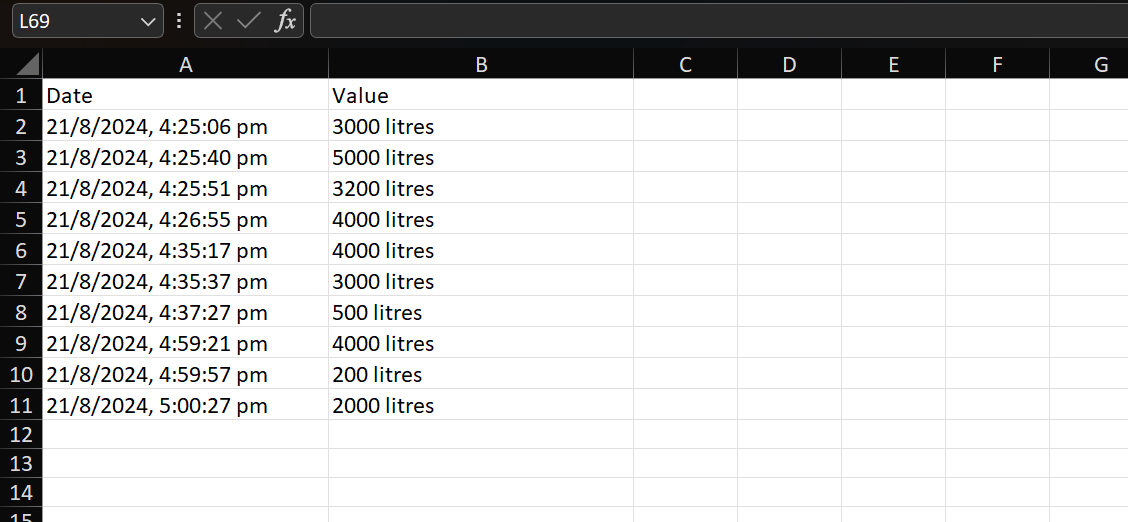 L69 fx
A B C D E F G
1 Date Value
2 21/8/2024, 4:25:06 pm 3000 litres
3 21/8/2024, 4:25:40 pm 5000 litres
4 21/8/2024, 4:25:51 pm 3200 litres
5 21/8/2024, 4:26:55 pm 4000 litres
6 21/8/2024, 4:35:17 pm 4000 litres
7 21/8/2024, 4:35:37 pm 3000 litres
8 21/8/2024, 4:37:27 pm 500 litres
9 21/8/2024, 4:59:21 pm 4000 litres
10 21/8/2024, 4:59:57 pm 200 litres
11 21/8/2024, 5:00:27 pm 2000 litres
12
13
14
15